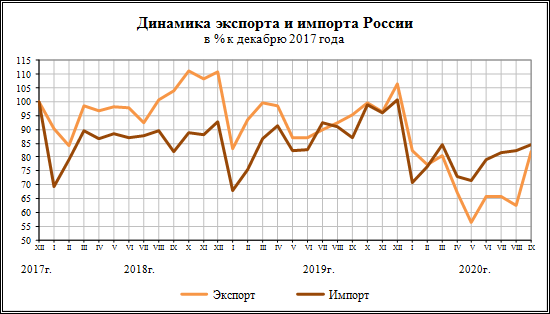 Динамика экспорта и импорта России
в % к декабрю 2017 года
115
110
105
100
95
90
85
80
75
70
65
60
55
50
XII I II III IV V VI VII VIII IX X XI XII I II III IV V VI VII VIII IX X XI XII I II III IV V VI VII VIII IX
2017г. 2018г. 2019г. 2020г.
Экспорт Импорт